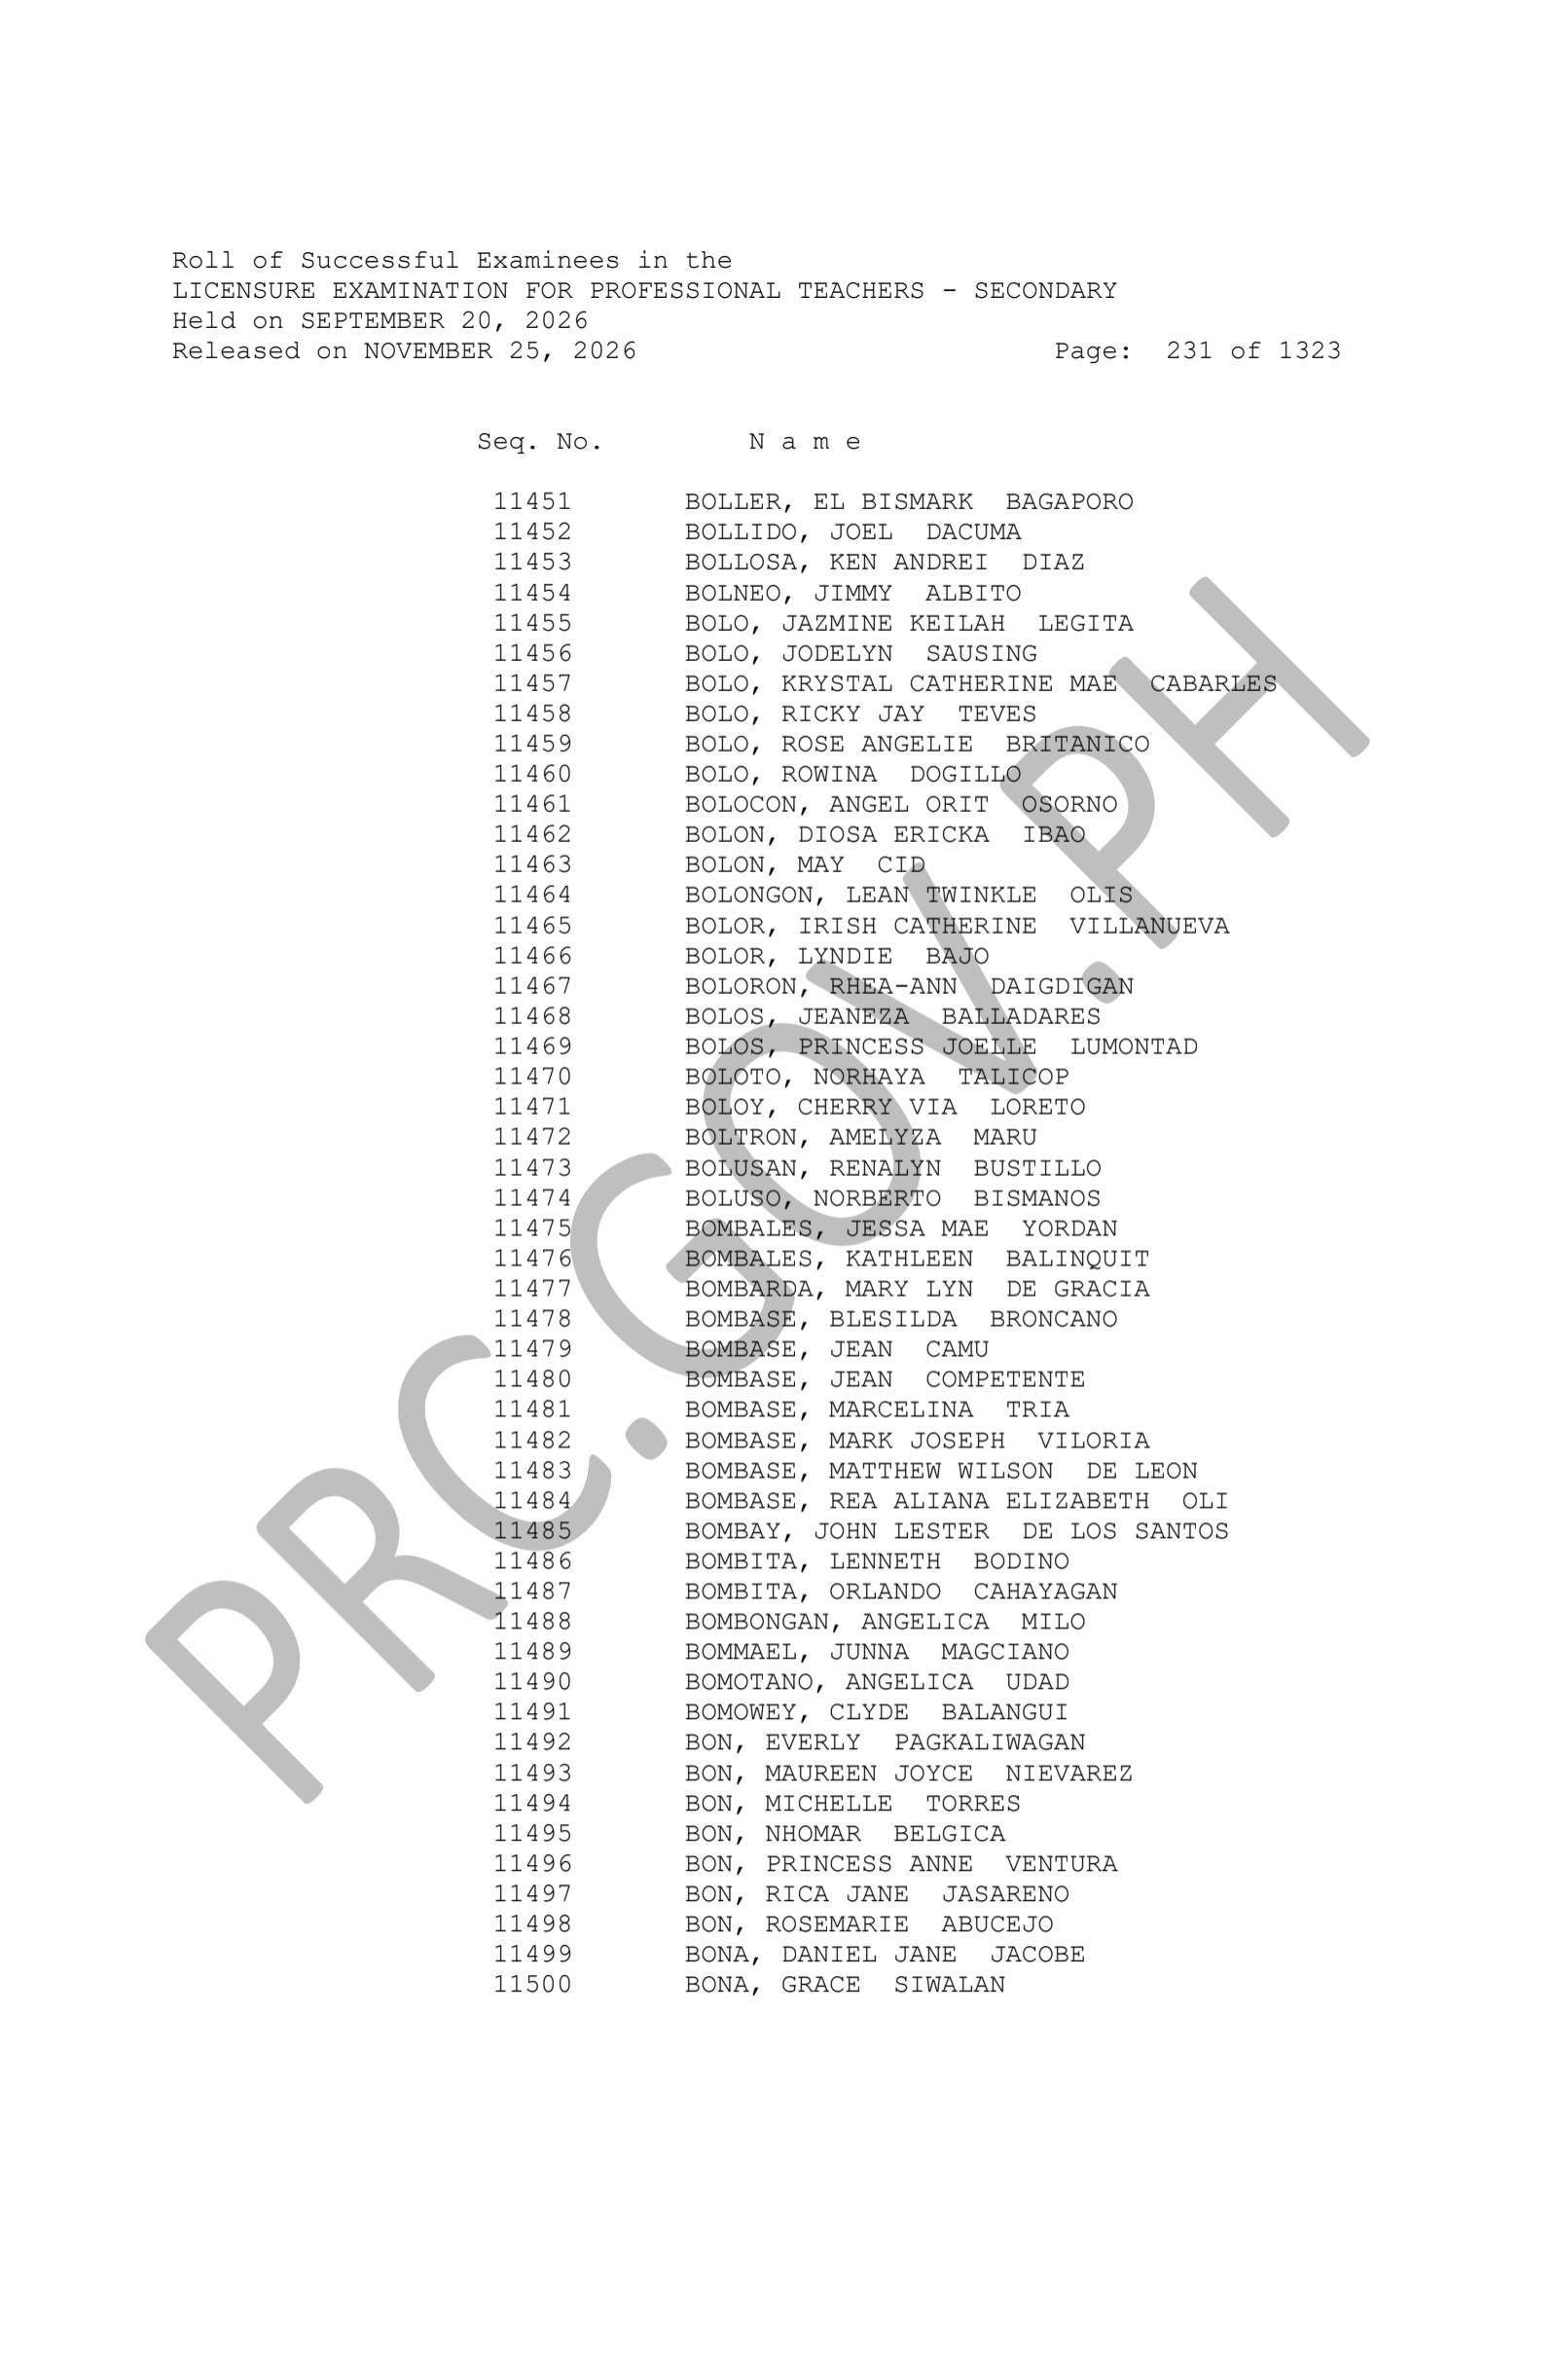 Roll of Successful Examinees in the
LICENSURE EXAMINATION FOR PROFESSIONAL TEACHERS - SECONDARY
Held on SEPTEMBER 20, 2026
Released on NOVEMBER 25, 2026 Page: 231 of 1323
Seq. No. N a m e
11451 BOLLER, EL BISMARK BAGAPORO
11452 BOLLIDO, JOEL DACUMA
11453 BOLLOSA, KEN ANDREI DIAZ
11454 BOLNEO, JIMMY ALBITO
11455 BOLO, JAZMINE KEILAH LEGITA
11456 BOLO, JODELYN SAUSING
11457 BOLO, KRYSTAL CATHERINE MAE CABARLES
11458 BOLO, RICKY JAY TEVES
11459 BOLO, ROSE ANGELIE BRITANICO
11460 BOLO, ROWINA DOGILLO
11461 BOLOCON, ANGEL ORIT OSORNO
11462 BOLON, DIOSA ERICKA IBAO
11463 BOLON, MAY CID
11464 BOLONGON, LEAN TWINKLE OLIS
11465 BOLOR, IRISH CATHERINE VILLANUEVA
11466 BOLOR, LYNDIE BAJO
11467 BOLORON, RHEA-ANN DAIGDIGAN
11468 BOLOS, JEANEZA BALLADARES
11469 BOLOS, PRINCESS JOELLE LUMONTAD
11470 BOLOTO, NORHAYA TALICOP
11471 BOLOY, CHERRY VIA LORETO
11472 BOLTRON, AMELYZA MARU
11473 BOLUSAN, RENALYN BUSTILLO
11474 BOLUSO, NORBERTO BISMANOS
11475 BOMBALES, JESSA MAE YORDAN
11476 BOMBALES, KATHLEEN BALINQUIT
11477 BOMBARDA, MARY LYN DE GRACIA
11478 BOMBASE, BLESILDA BRONCANO
11479 BOMBASE, JEAN CAMU
11480 BOMBASE, JEAN COMPETENTE
11481 BOMBASE, MARCELINA TRIA
11482 BOMBASE, MARK JOSEPH VILORIA
11483 BOMBASE, MATTHEW WILSON DE LEON
11484 BOMBASE, REA ALIANA ELIZABETH OLI
11485 BOMBAY, JOHN LESTER DE LOS SANTOS
11486 BOMBITA, LENNETH BODINO
11487 BOMBITA, ORLANDO CAHAYAGAN
11488 BOMBONGAN, ANGELICA MILO
11489 BOMMAEL, JUNNA MAGCIANO
11490 BOMOTANO, ANGELICA UDAD
11491 BOMOWEY, CLYDE BALANGUI
11492 BON, EVERLY PAGKALIWAGAN
11493 BON, MAUREEN JOYCE NIEVAREZ
11494 BON, MICHELLE TORRES
11495 BON, NHOMAR BELGICA
11496 BON, PRINCESS ANNE VENTURA
11497 BON, RICA JANE JASARENO
11498 BON, ROSEMARIE ABUCEJO
11499 BONA, DANIEL JANE JACOBE
11500 BONA, GRACE SIWALAN
PRC.GOV.PH